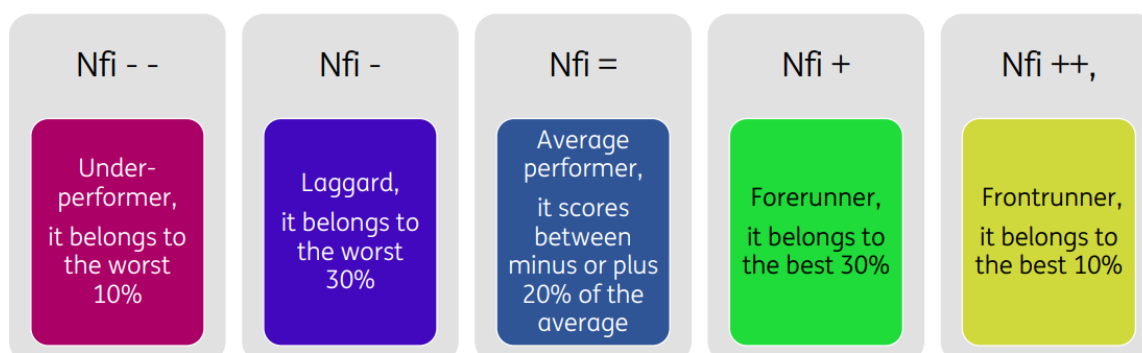 Nfi - -
Under-
performer,
it belongs to
the worst
10%
Nfi -
Laggard,
it belongs to
the worst
30%
Nfi =
Average
performer,
it scores
between
minus or plus
20% of the
average
Nfi +
Forerunner,
it belongs to
the best 30%
Nfi ++,
Frontrunner,
it belongs to
the best 10%